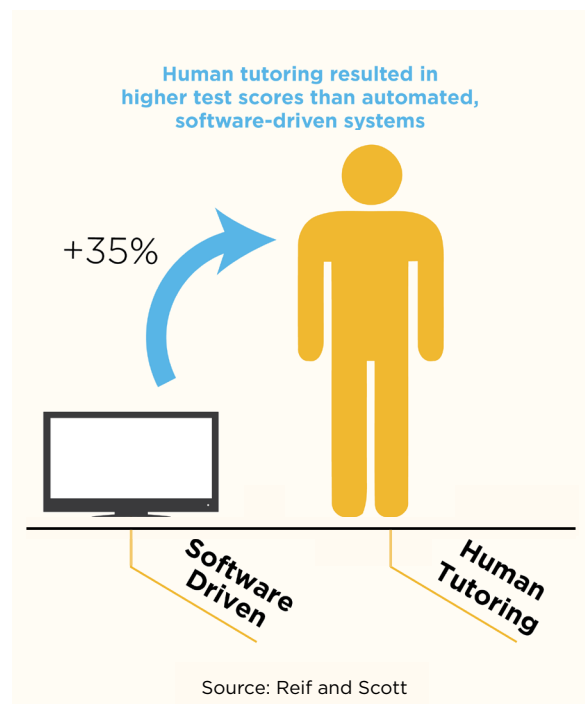 Human tutoring resulted in
higher test scores than automated,
software-driven systems
+35%
Software
Driven
Human
Tutoring
Source: Reif and Scott